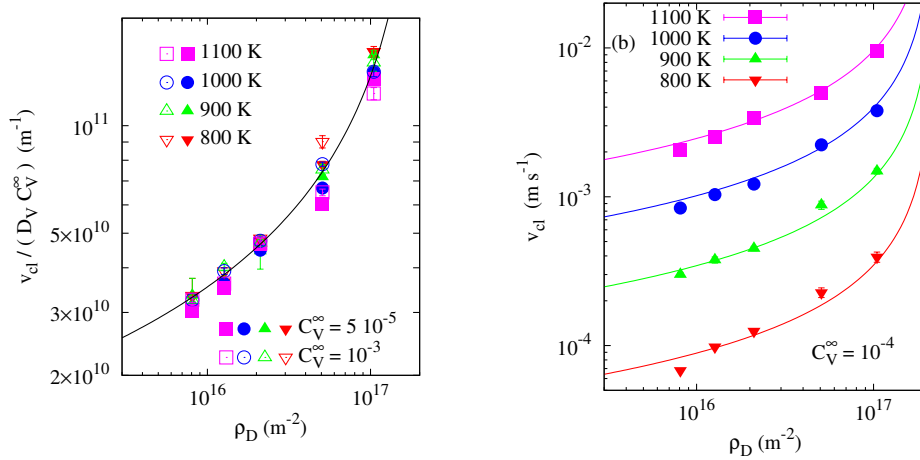 v_cl / ( D_V C_V^∞ ) (m^-1)
10^11
5×10^10
3×10^10
2×10^10
1100 K
1000 K
900 K
800 K
C_V^∞ = 5 10^-5
C_V^∞ = 10^-3
10^16
10^17
ρ_D (m^-2)
(b)
1100 K
1000 K
900 K
800 K
v_cl (m s^-1)
10^-2
10^-3
10^-4
C_V^∞ = 10^-4
10^16
10^17
ρ_D (m^-2)